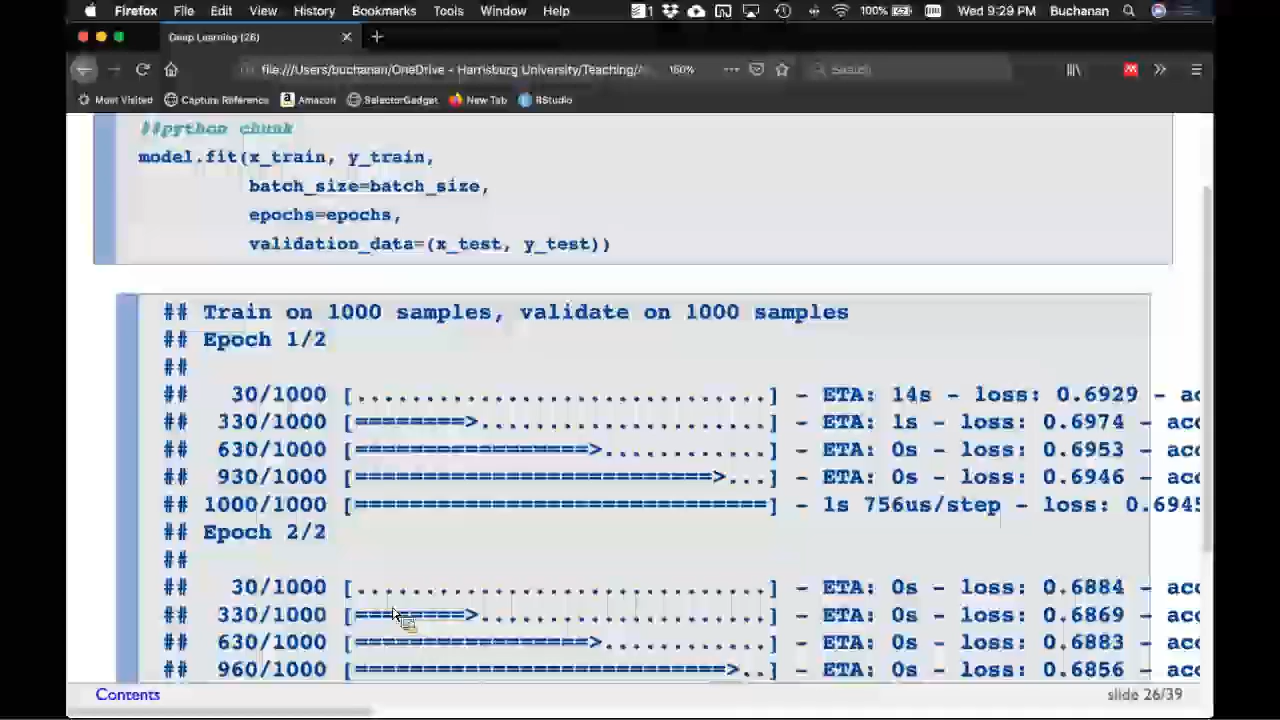 Firefox File Edit View History Bookmarks Tools Window Help 1 100% Wed 9:29 PM Buchanan
Deep Learning (26)
file:///Users/buchanan/OneDrive - Harrisburg University/Teaching// 150% Search
Most Visited Capture Reference Amazon SelectorGadget New Tab RStudio
##python chunk
model.fit(x_train, y_train,
batch_size=batch_size,
epochs=epochs,
validation_data=(x_test, y_test))
## Train on 1000 samples, validate on 1000 samples
## Epoch 1/2
##
## 30/1000 [..............................] - ETA: 14s - loss: 0.6929 - ac
## 330/1000 [========>.....................] - ETA: 1s - loss: 0.6974 - acc
## 630/1000 [=================>............] - ETA: 0s - loss: 0.6953 - acc
## 930/1000 [==========================>...] - ETA: 0s - loss: 0.6946 - acc
## 1000/1000 [==============================] - 1s 756us/step - loss: 0.6945
## Epoch 2/2
##
## 30/1000 [..............................] - ETA: 0s - loss: 0.6884 - acc
## 330/1000 [========>.....................] - ETA: 0s - loss: 0.6869 - acc
## 630/1000 [=================>............] - ETA: 0s - loss: 0.6883 - acc
## 960/1000 [===========================>..] - ETA: 0s - loss: 0.6856 - acc
Contents slide 26/39